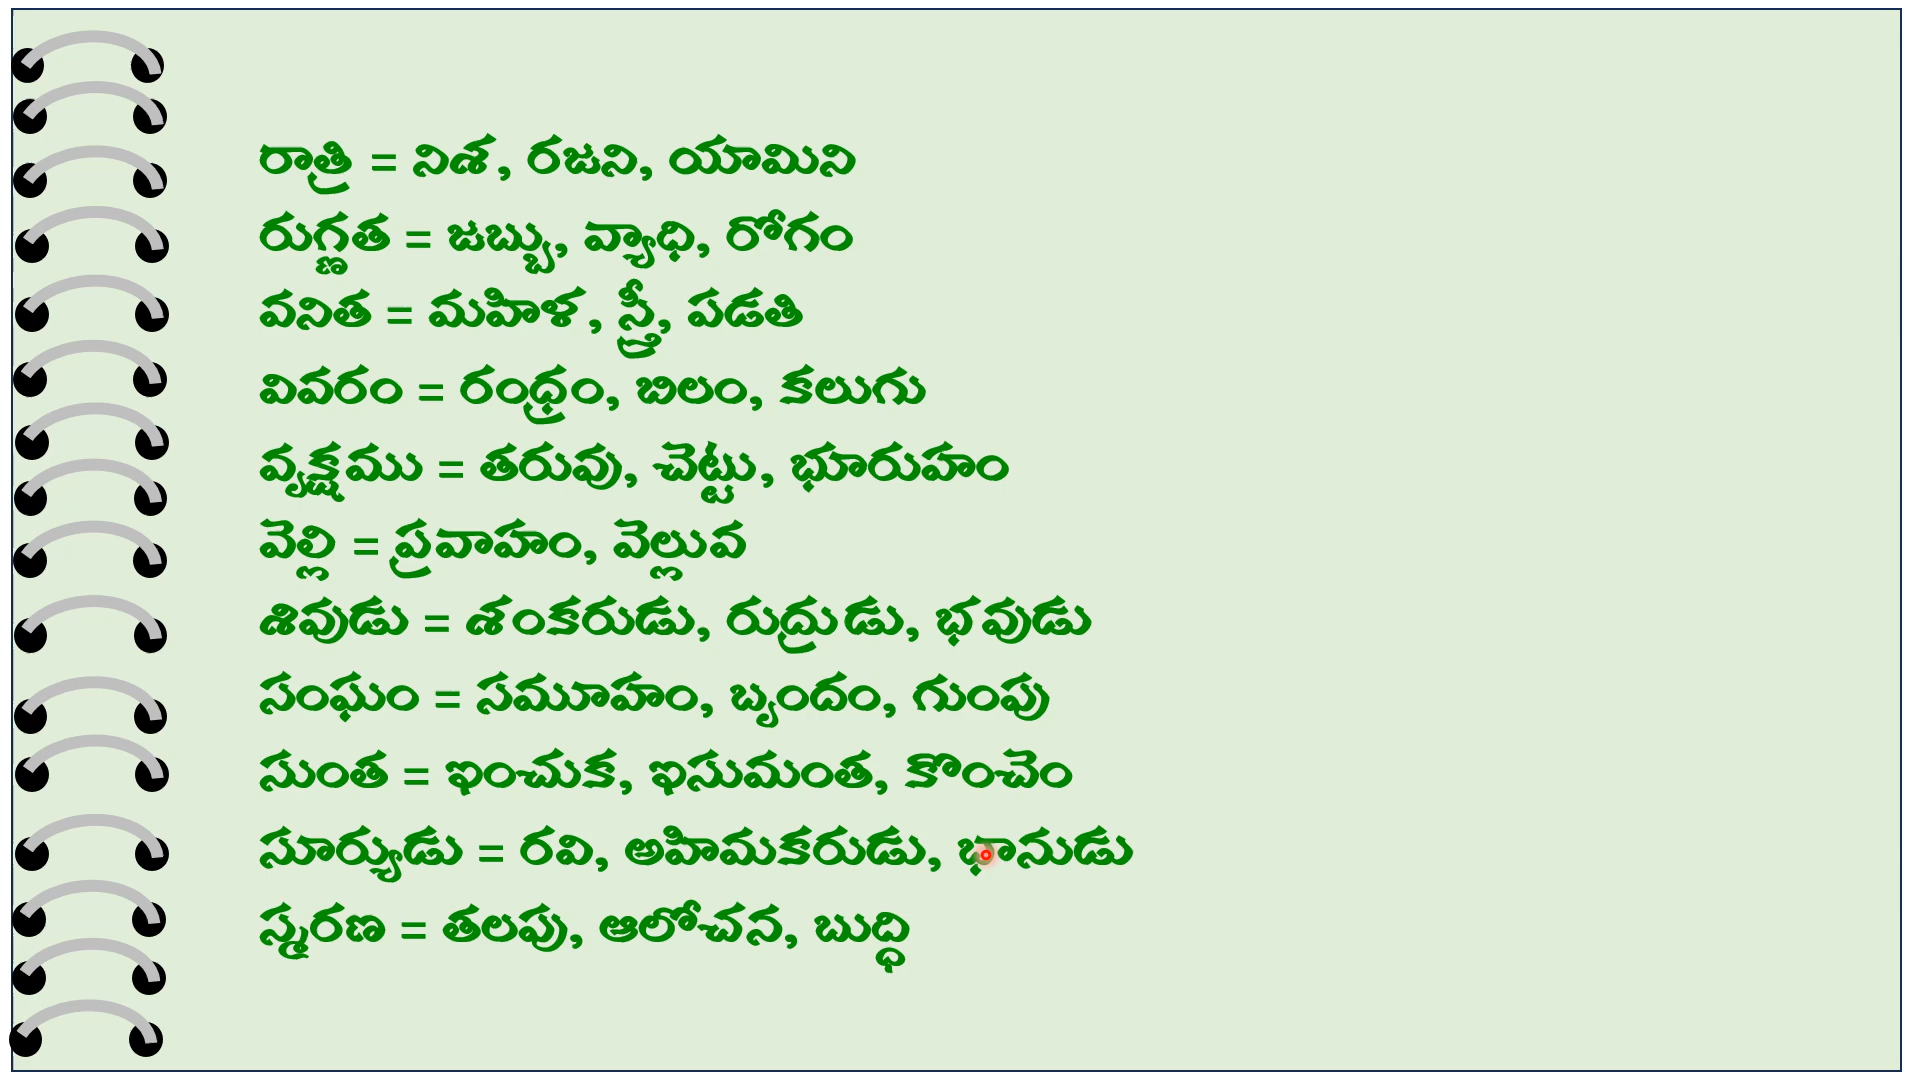 రాత్రి = నిశ, రజని, యామిని
రుగ్ణత = జబ్బు, వ్యాధి, రోగం
వనిత = మహిళ, స్త్రీ, పడతి
వివరం = రంధ్రం, బిలం, కలుగు
వృక్షము = తరువు, చెట్టు, భూరుహం
వెల్లి = ప్రవాహం, వెల్లువ
శివుడు = శంకరుడు, రుద్రుడు, భవుడు
సంఘం = సమూహం, బృందం, గుంపు
సుంత = ఇంచుక, ఇసుమంత, కొంచెం
సూర్యుడు = రవి, అహిమకరుడు, భానుడు
స్మరణ = తలపు, ఆలోచన, బుద్ధి